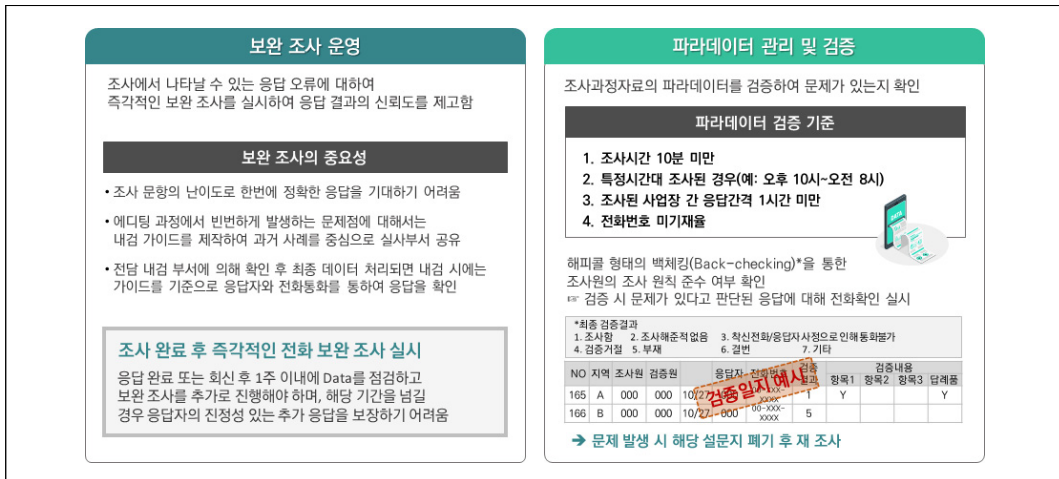 보완 조사 운영
조사에서 나타날 수 있는 응답 오류에 대하여
즉각적인 보완 조사를 실시하여 응답 결과의 신뢰도를 제고함
보완 조사의 중요성
• 조사 문항의 난이도로 한번에 정확한 응답을 기대하기 어려움
• 에디팅 과정에서 빈번하게 발생하는 문제점에 대해서는
내검 가이드를 제작하여 과거 사례를 중심으로 실사부서 공유
• 전담 내검 부서에 의해 확인 후 최종 데이터 처리되면 내검 시에는
가이드를 기준으로 응답자와 전화통화를 통하여 응답을 확인
조사 완료 후 즉각적인 전화 보완 조사 실시
응답 완료 또는 회신 후 1주 이내에 Data를 점검하고
보완 조사를 추가로 진행해야 하며, 해당 기간을 넘길
경우 응답자의 진정성 있는 추가 응답을 보장하기 어려움
파라데이터 관리 및 검증
조사과정자료의 파라데이터를 검증하여 문제가 있는지 확인
파라데이터 검증 기준
1. 조사시간 10분 미만
2. 특정시간대 조사된 경우(예: 오후 10시~오전 8시)
3. 조사된 사업장 간 응답간격 1시간 미만
4. 전화번호 미기재율
DATA
해피콜 형태의 백체킹(Back-checking)*을 통한
조사원의 조사 원칙 준수 여부 확인
☞ 검증 시 문제가 있다고 판단된 응답에 대해 전화확인 실시
*최종 검증결과
1. 조사함 2. 조사해준적없음 3. 착신전화/응답자사정으로인해통화불가
4. 검증거절 5. 부재 6. 결번 7. 기타
NO 지역 조사원 검증원 응답자 전화번호 검증결과 검증내용
항목1 항목2 항목3 답례품
165 A 000 000 10/27 000 00-xxx-xxxx 1 Y Y
166 B 000 000 10/27 000 00-xxx-xxxx 5
검증일지 예시
➔ 문제 발생 시 해당 설문지 폐기 후 재 조사